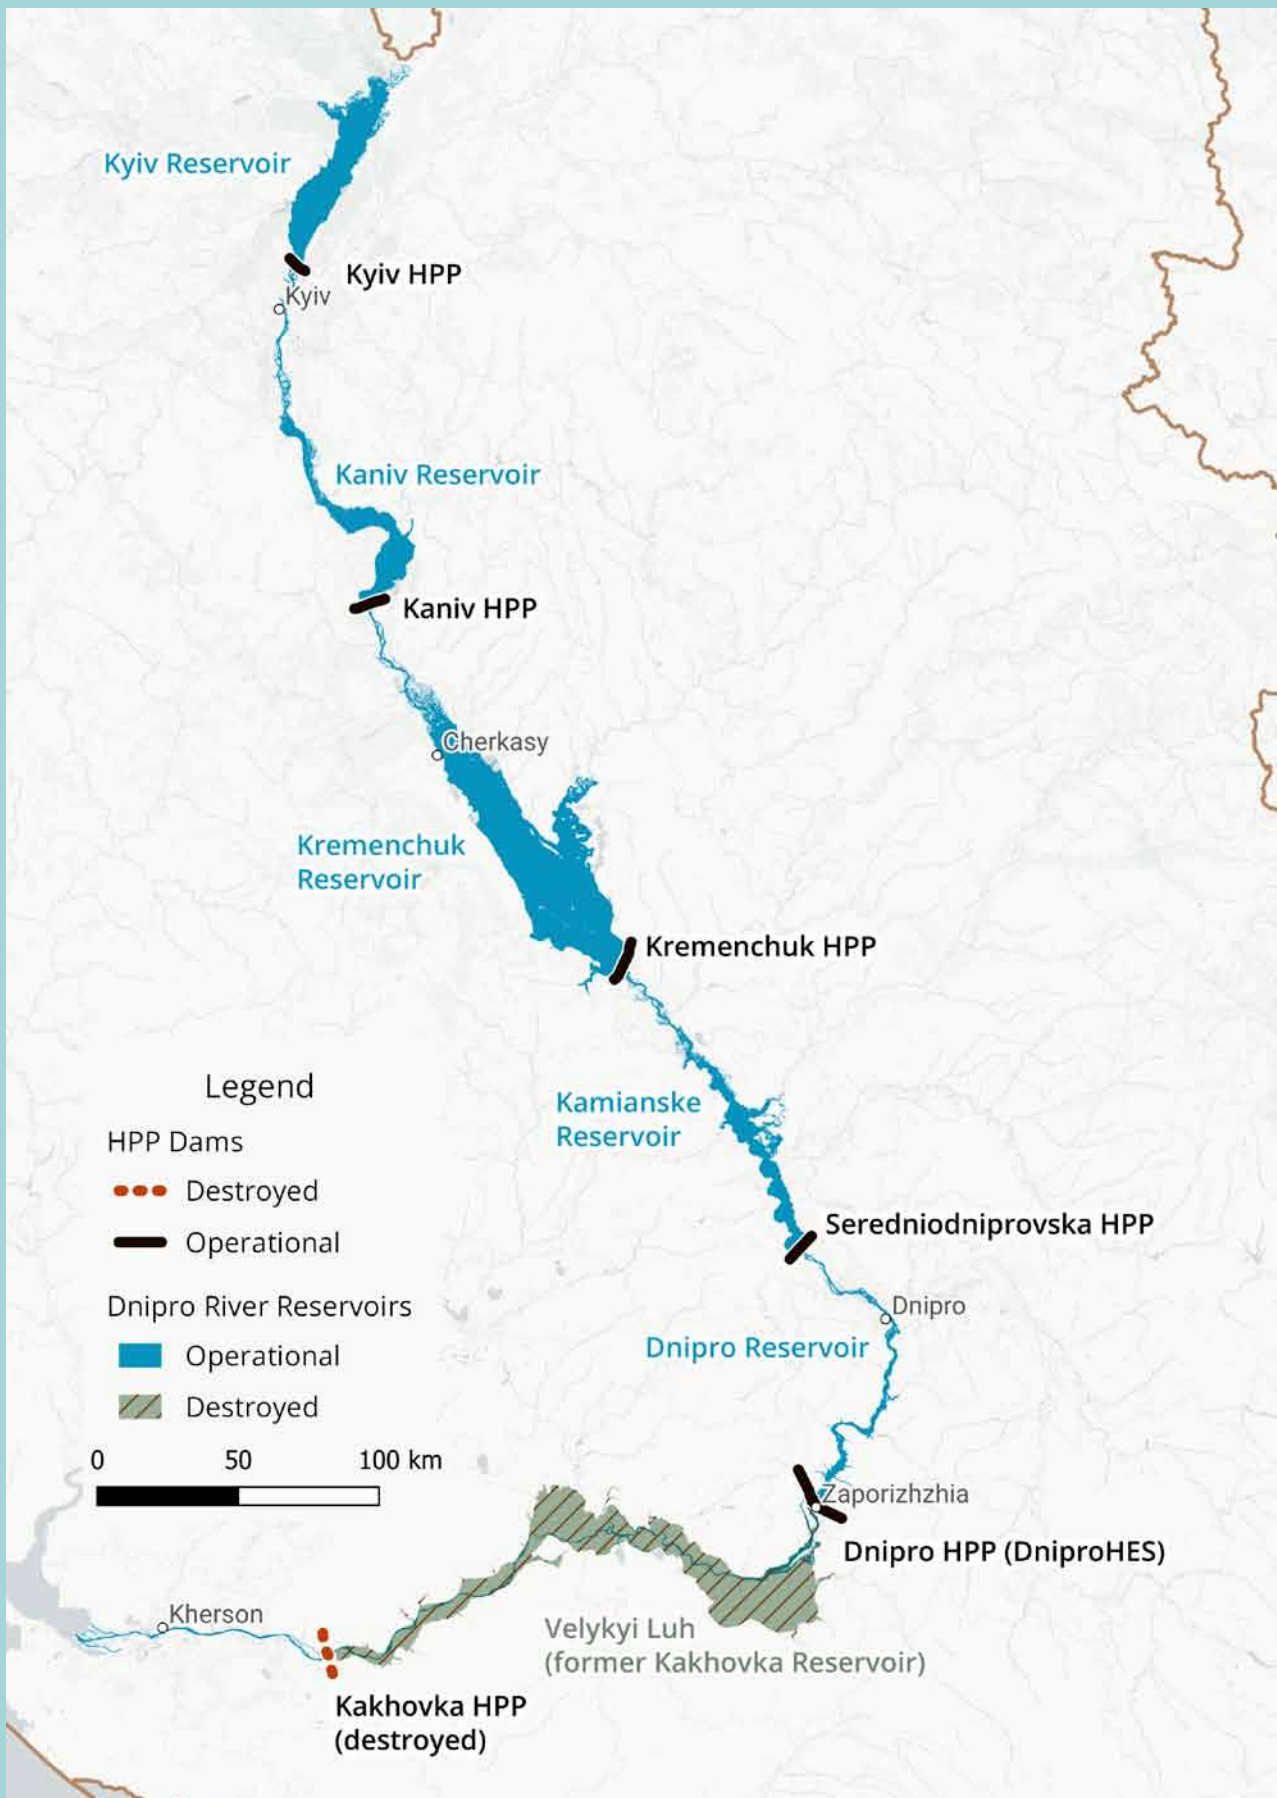 Kyiv Reservoir
Kyiv HPP
Kyiv
Kaniv Reservoir
Kaniv HPP
Cherkasy
Kremenchuk
Reservoir
Kremenchuk HPP
Kamianske
Reservoir
Seredniodniprovska HPP
Dnipro
Dnipro Reservoir
Zaporizhzhia
Dnipro HPP (DniproHES)
Velykyi Luh
(former Kakhovka Reservoir)
Kherson
Kakhovka HPP
(destroyed)
Legend
HPP Dams
Destroyed
Operational
Dnipro River Reservoirs
Operational
Destroyed
0 50 100 km